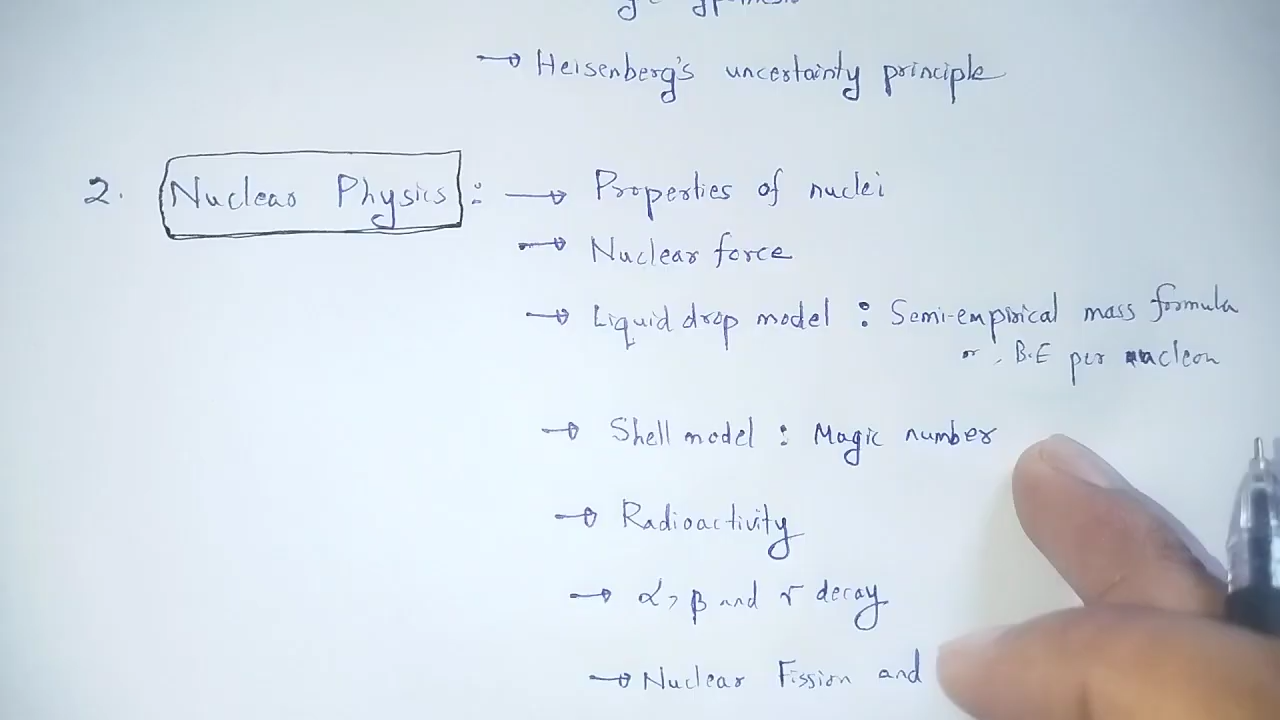 → Heisenberg's uncertainty principle
2. Nuclear Physics : → Properties of nuclei
→ Nuclear force
→ Liquid drop model : Semi-empirical mass formula
or, B.E per nucleon
→ Shell model : Magic number
→ Radioactivity
→ α, β and γ decay
→ Nuclear Fission and